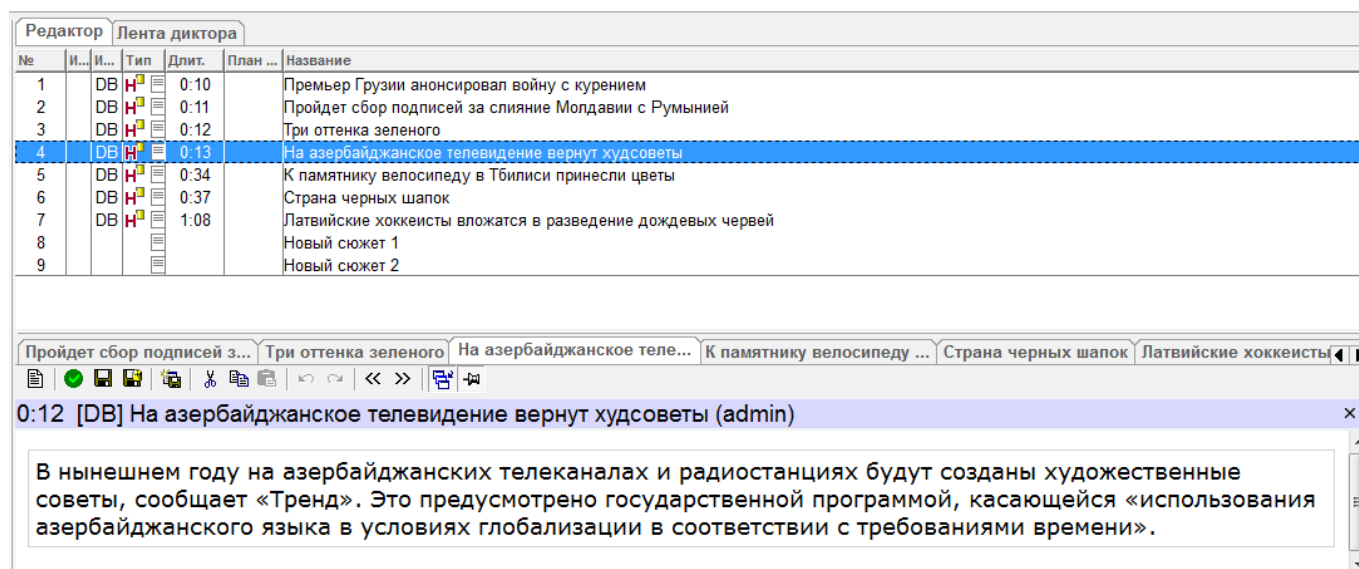 Редактор Лента диктора
№ И... И... Тип Длит. План ... Название
1 DB Н 0:10 Премьер Грузии анонсировал войну с курением
2 DB Н 0:11 Пройдет сбор подписей за слияние Молдавии с Румынией
3 DB Н 0:12 Три оттенка зеленого
4 DB Н 0:13 На азербайджанское телевидение вернут худсоветы
5 DB Н 0:34 К памятнику велосипеду в Тбилиси принесли цветы
6 DB Н 0:37 Страна черных шапок
7 DB Н 1:08 Латвийские хоккеисты вложатся в разведение дождевых червей
8 Новый сюжет 1
9 Новый сюжет 2
Пройдет сбор подписей з... Три оттенка зеленого На азербайджанское теле... К памятнику велосипеду ... Страна черных шапок Латвийские хоккеисты
0:12 [DB] На азербайджанское телевидение вернут худсоветы (admin)
В нынешнем году на азербайджанских телеканалах и радиостанциях будут созданы художественные
советы, сообщает «Тренд». Это предусмотрено государственной программой, касающейся «использования
азербайджанского языка в условиях глобализации в соответствии с требованиями времени».